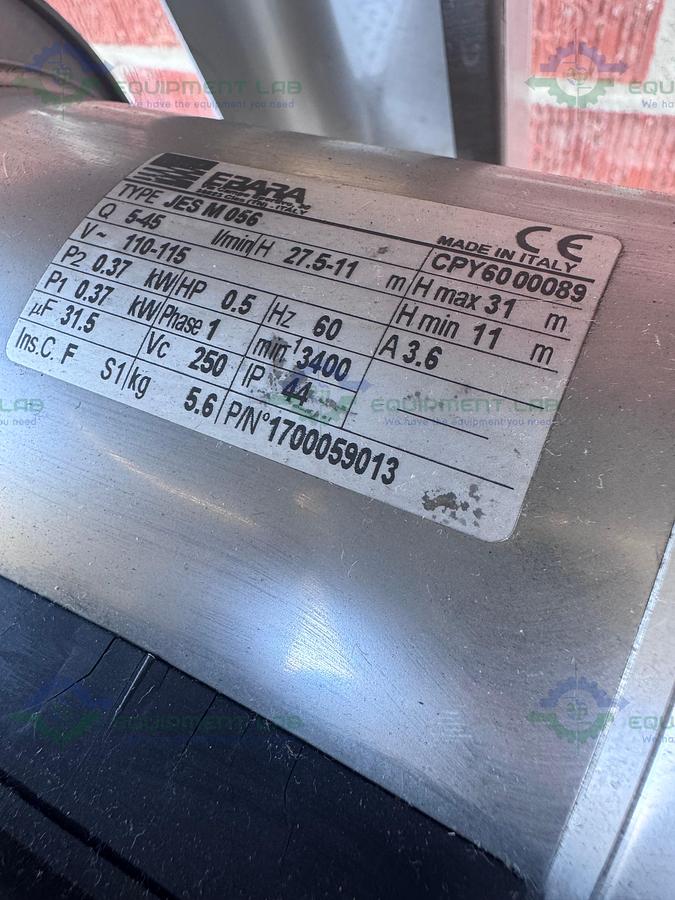 EBARA
MADE IN ITALY
CE
TYPE JES M 056
CPY60 00089
Q 5-45 l/min H 27.5-11 m H max 31 m
V~ 110-115 H min 11 m
P2 0.37 kW HP 0.5 Hz 60 A 3.6
P1 0.37 kW Phase 1 min-1 3400
µF 31.5 Vc 250 IP 44
Ins.C. F S1 kg 5.6 P/N° 1700059013
EQUIPMENT LAB
We have the equipment you need